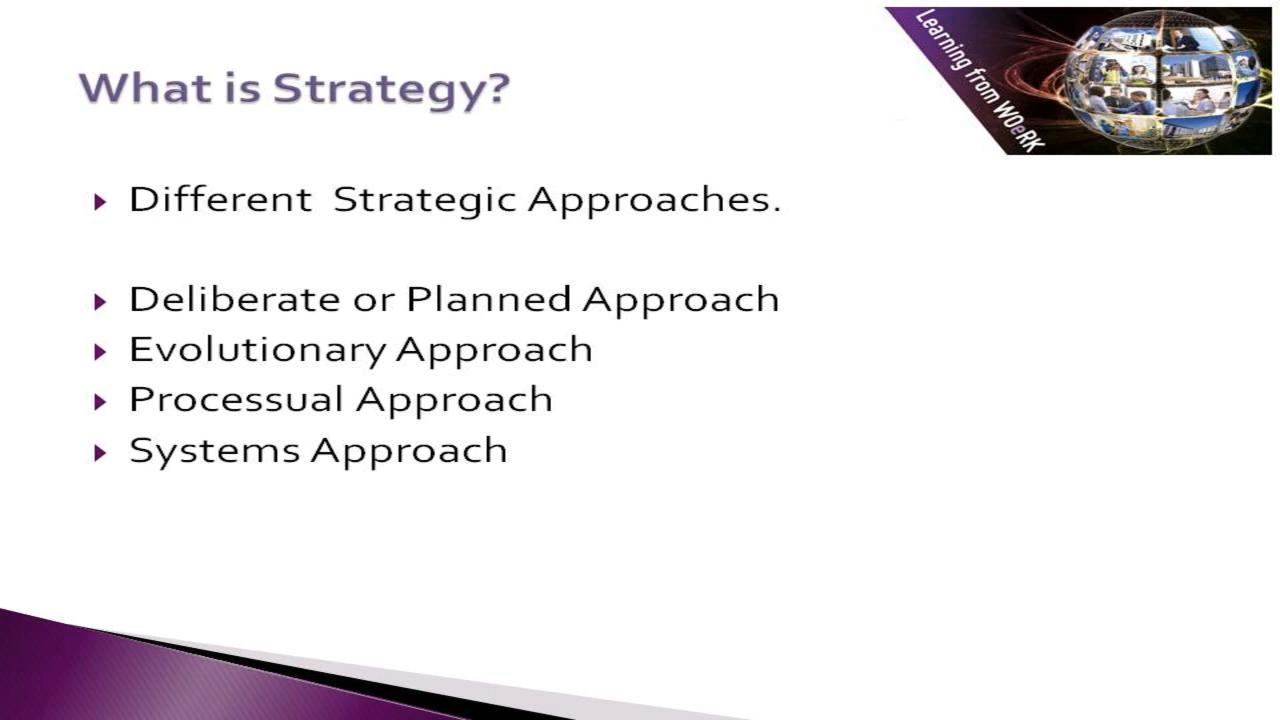 What is Strategy?
Learning from WOeRK
Different Strategic Approaches.
Deliberate or Planned Approach
Evolutionary Approach
Processual Approach
Systems Approach